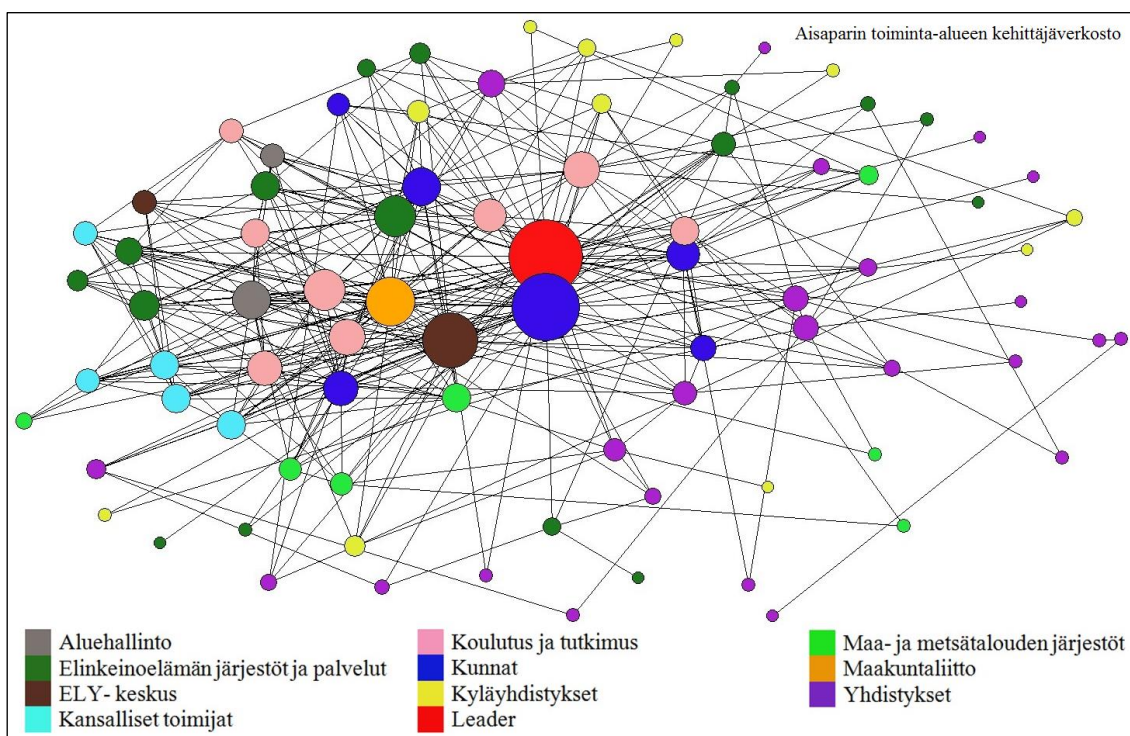 Aisaparin toiminta-alueen kehittäjäverkosto
Aluehallinto
Elinkeinoelämän järjestöt ja palvelut
ELY- keskus
Kansalliset toimijat
Koulutus ja tutkimus
Kunnat
Kyläyhdistykset
Leader
Maa- ja metsätalouden järjestöt
Maakuntaliitto
Yhdistykset